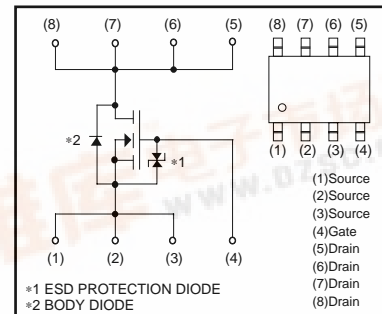 (8) (7) (6) (5)
*2
*1
(1) (2) (3) (4)
*1 ESD PROTECTION DIODE
*2 BODY DIODE
(8) (7) (6) (5)
(1) (2) (3) (4)
(1)Source
(2)Source
(3)Source
(4)Gate
(5)Drain
(6)Drain
(7)Drain
(8)Drain